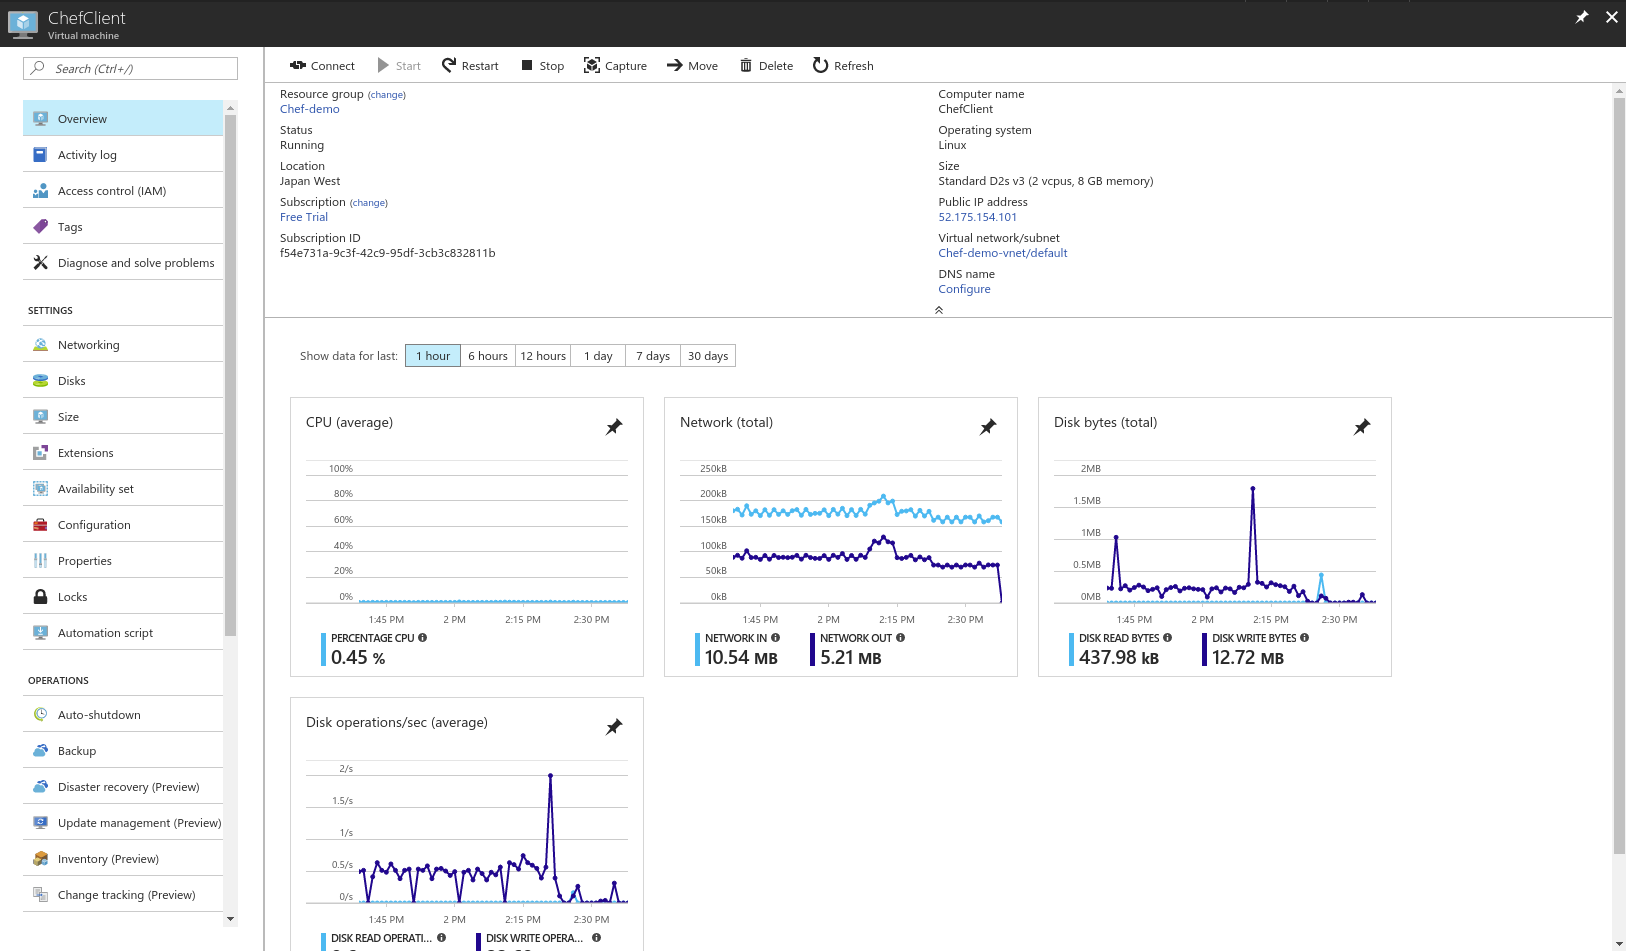 ChefClient
Virtual machine
Search (Ctrl+/)
Overview
Activity log
Access control (IAM)
Tags
Diagnose and solve problems
SETTINGS
Networking
Disks
Size
Extensions
Availability set
Configuration
Properties
Locks
Automation script
OPERATIONS
Auto-shutdown
Backup
Disaster recovery (Preview)
Update management (Preview)
Inventory (Preview)
Change tracking (Preview)
Connect Start Restart Stop Capture Move Delete Refresh
Resource group (change)
Chef-demo
Status
Running
Location
Japan West
Subscription (change)
Free Trial
Subscription ID
f54e731a-9c3f-42c9-95df-3cb3c832811b
Computer name
ChefClient
Operating system
Linux
Size
Standard D2s v3 (2 vcpus, 8 GB memory)
Public IP address
52.175.154.101
Virtual network/subnet
Chef-demo-vnet/default
DNS name
Configure
Show data for last: 1 hour 6 hours 12 hours 1 day 7 days 30 days
CPU (average)
100%
80%
60%
40%
20%
0%
1:45 PM 2 PM 2:15 PM 2:30 PM
PERCENTAGE CPU
0.45 %
Network (total)
250kB
200kB
150kB
100kB
50kB
0kB
1:45 PM 2 PM 2:15 PM 2:30 PM
NETWORK IN NETWORK OUT
10.54 MB 5.21 MB
Disk bytes (total)
2MB
1.5MB
1MB
0.5MB
0MB
1:45 PM 2 PM 2:15 PM 2:30 PM
DISK READ BYTES DISK WRITE BYTES
437.98 kB 12.72 MB
Disk operations/sec (average)
2/s
1.5/s
1/s
0.5/s
0/s
1:45 PM 2 PM 2:15 PM 2:30 PM
DISK READ OPERATI... DISK WRITE OPERA...